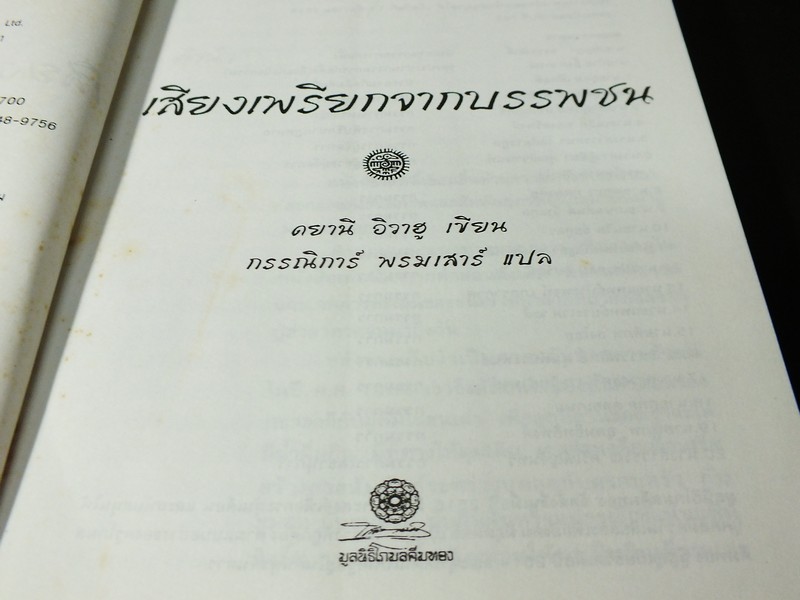 เสียงเพรียกจากบรรพชน
ดยานี อิวาฮู เขียน
กรรณิการ์ พรมเสาร์ แปล
มูลนิธิโกมลคีมทอง
700
48-9756